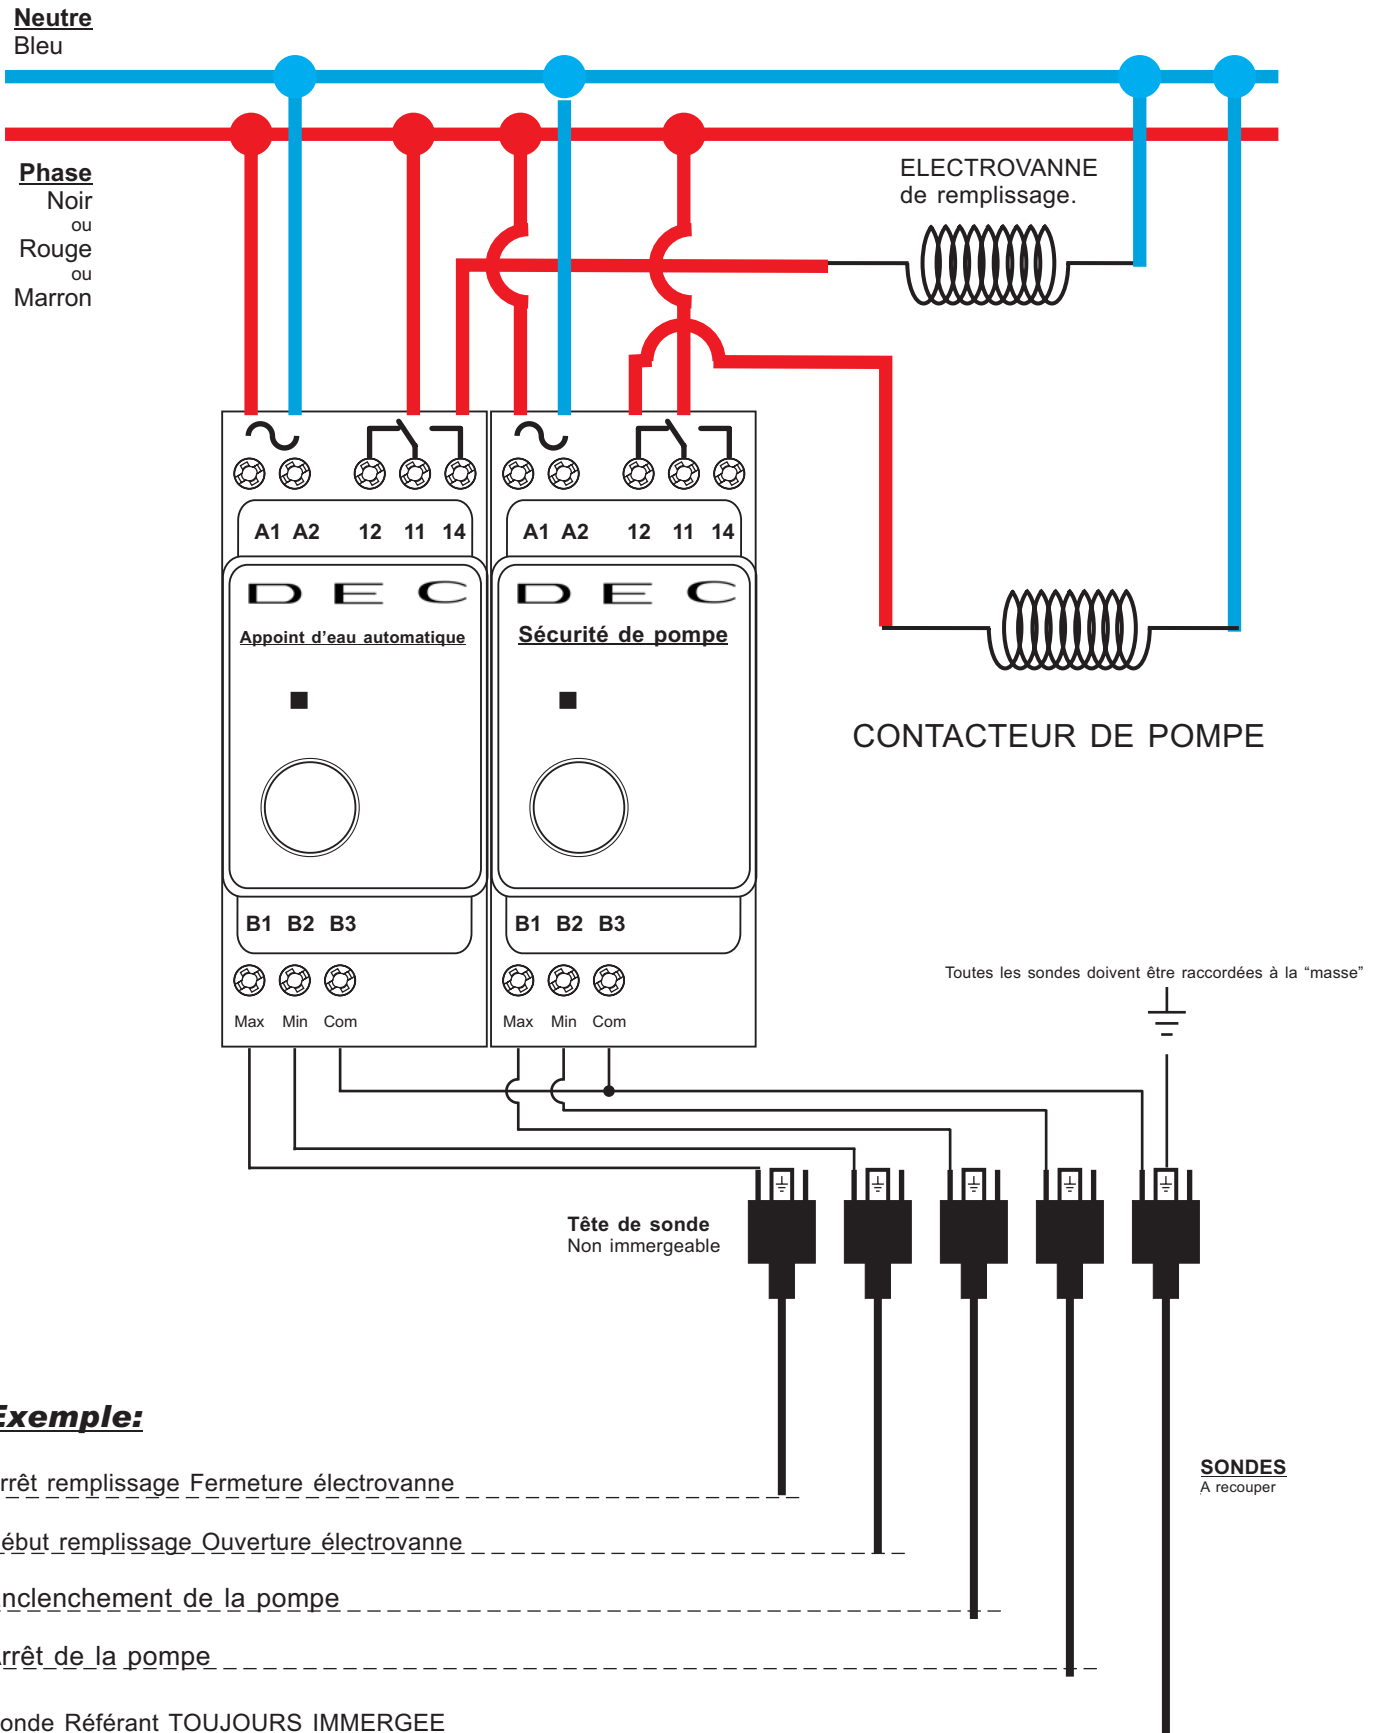 Neutre
Bleu
Phase
Noir
ou
Rouge
ou
Marron
ELECTROVANNE
de remplissage.
A1 A2 12 11 14
A1 A2 12 11 14
DEC
DEC
Appoint d’eau automatique
Sécurité de pompe
CONTACTEUR DE POMPE
B1 B2 B3
B1 B2 B3
Toutes les sondes doivent être raccordées à la “masse”
Max Min Com
Max Min Com
Tête de sonde
Non immergeable
Exemple:
SONDES
A recouper
rrêt remplissage Fermeture électrovanne
ébut remplissage Ouverture électrovanne
nclenchement de la pompe
rrêt de la pompe
onde Référant TOUJOURS IMMERGEE